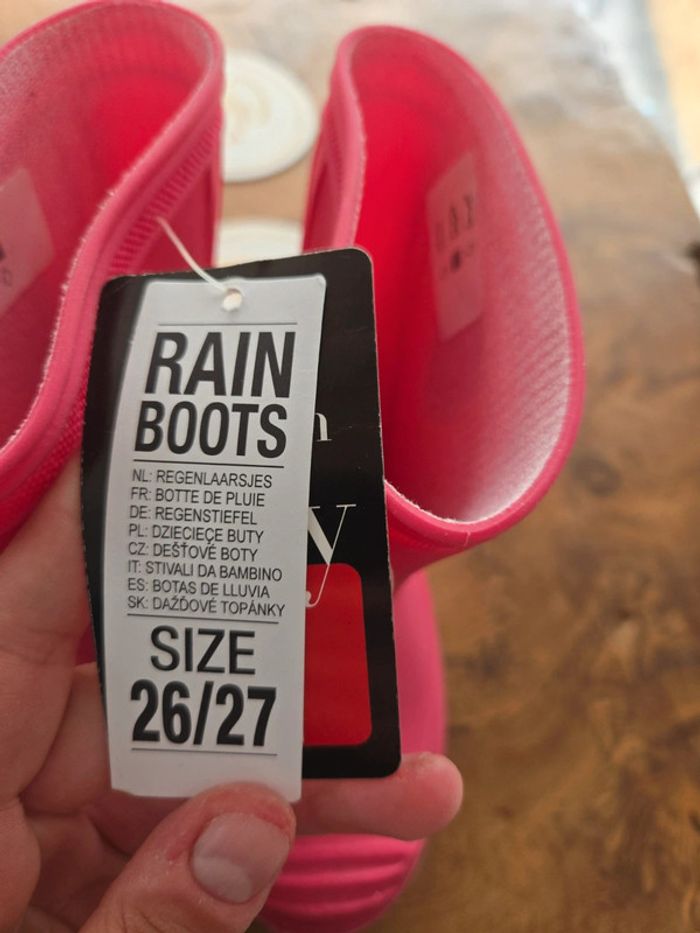 RAIN
BOOTS
NL: REGENLAARSJES
FR: BOTTE DE PLUIE
DE: REGENSTIEFEL
PL: DZIECIĘCE BUTY
CZ: DEŠŤOVÉ BOTY
IT: STIVALI DA BAMBINO
ES: BOTAS DE LLUVIA
SK: DAŽĎOVÉ TOPÁNKY
SIZE
26/27